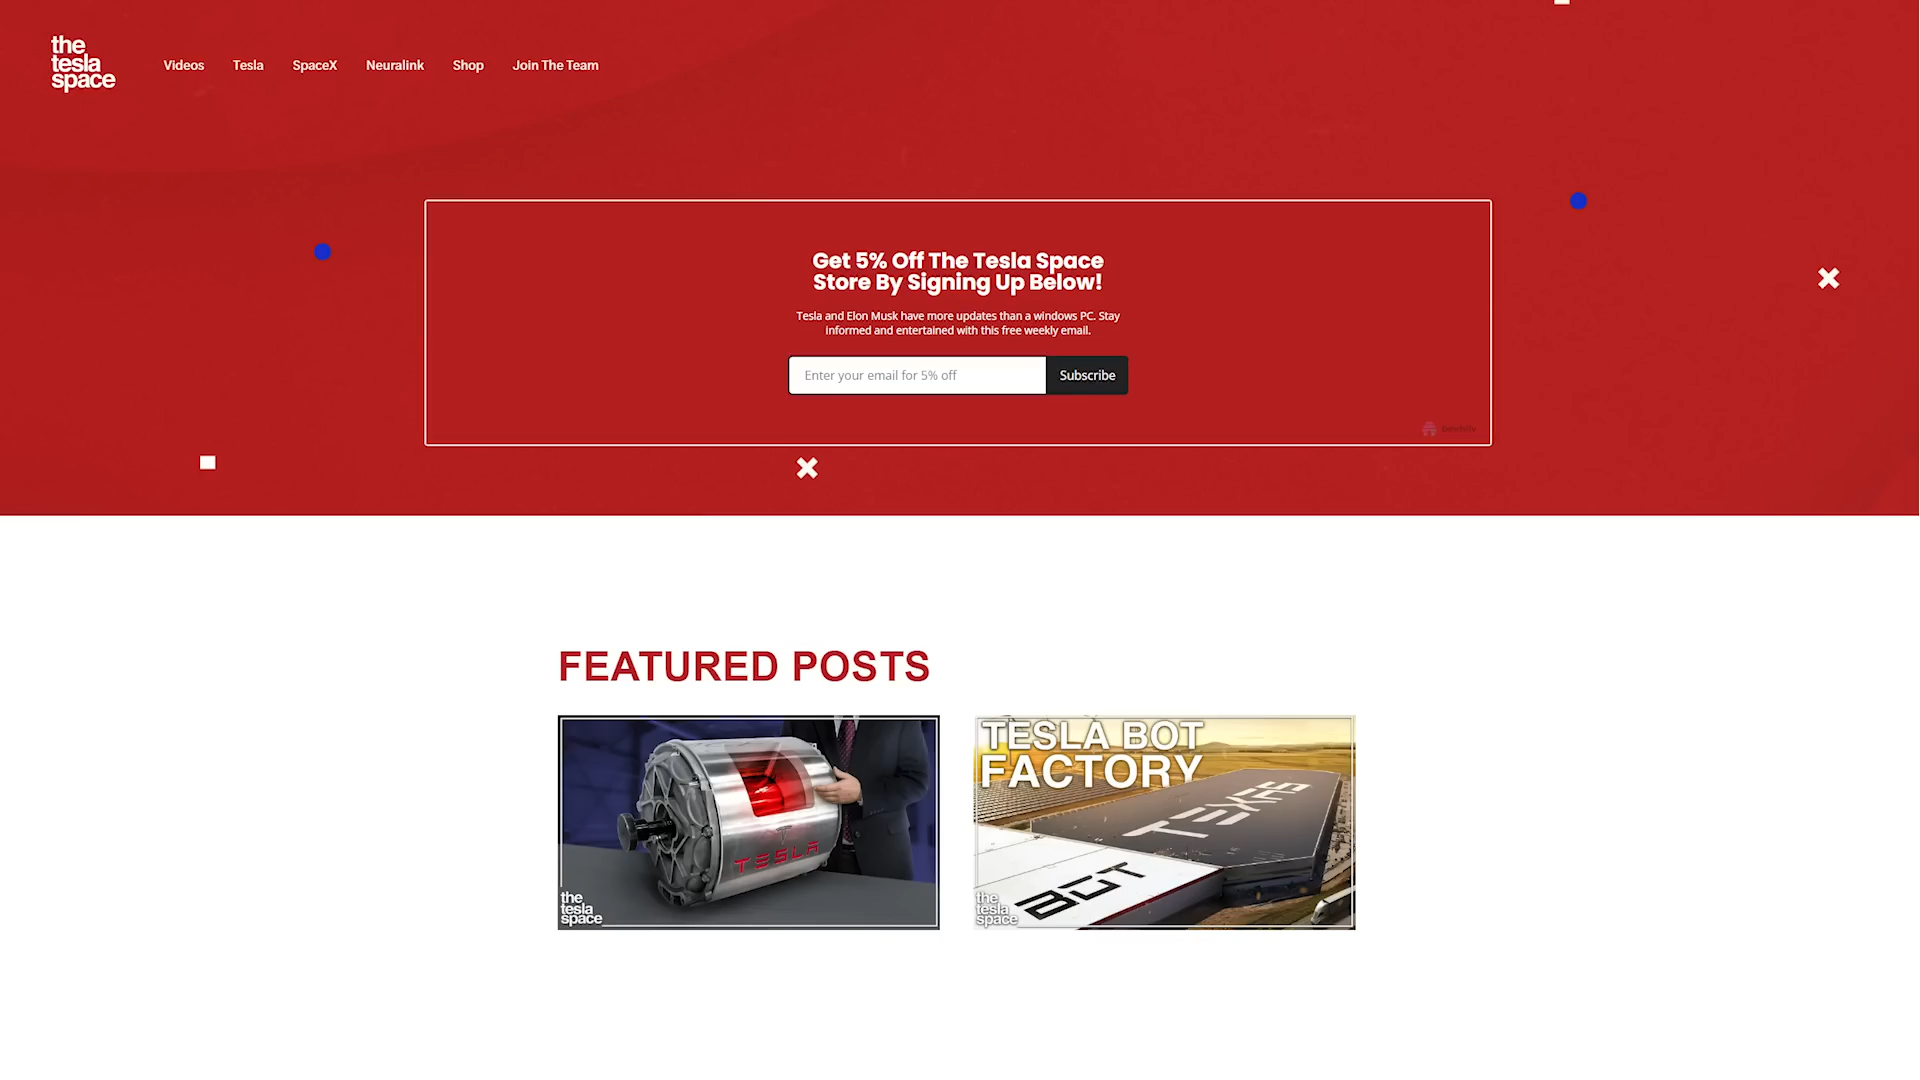 the
tesla
space
Videos
Tesla
SpaceX
Neuralink
Shop
Join The Team
Get 5% Off The Tesla Space
Store By Signing Up Below!
Tesla and Elon Musk have more updates than a windows PC. Stay
informed and entertained with this free weekly email.
Enter your email for 5% off
Subscribe
FEATURED POSTS
TESLA
the
tesla
space
TESLA BOT
FACTORY
TEXAS
BOT
the
tesla
space